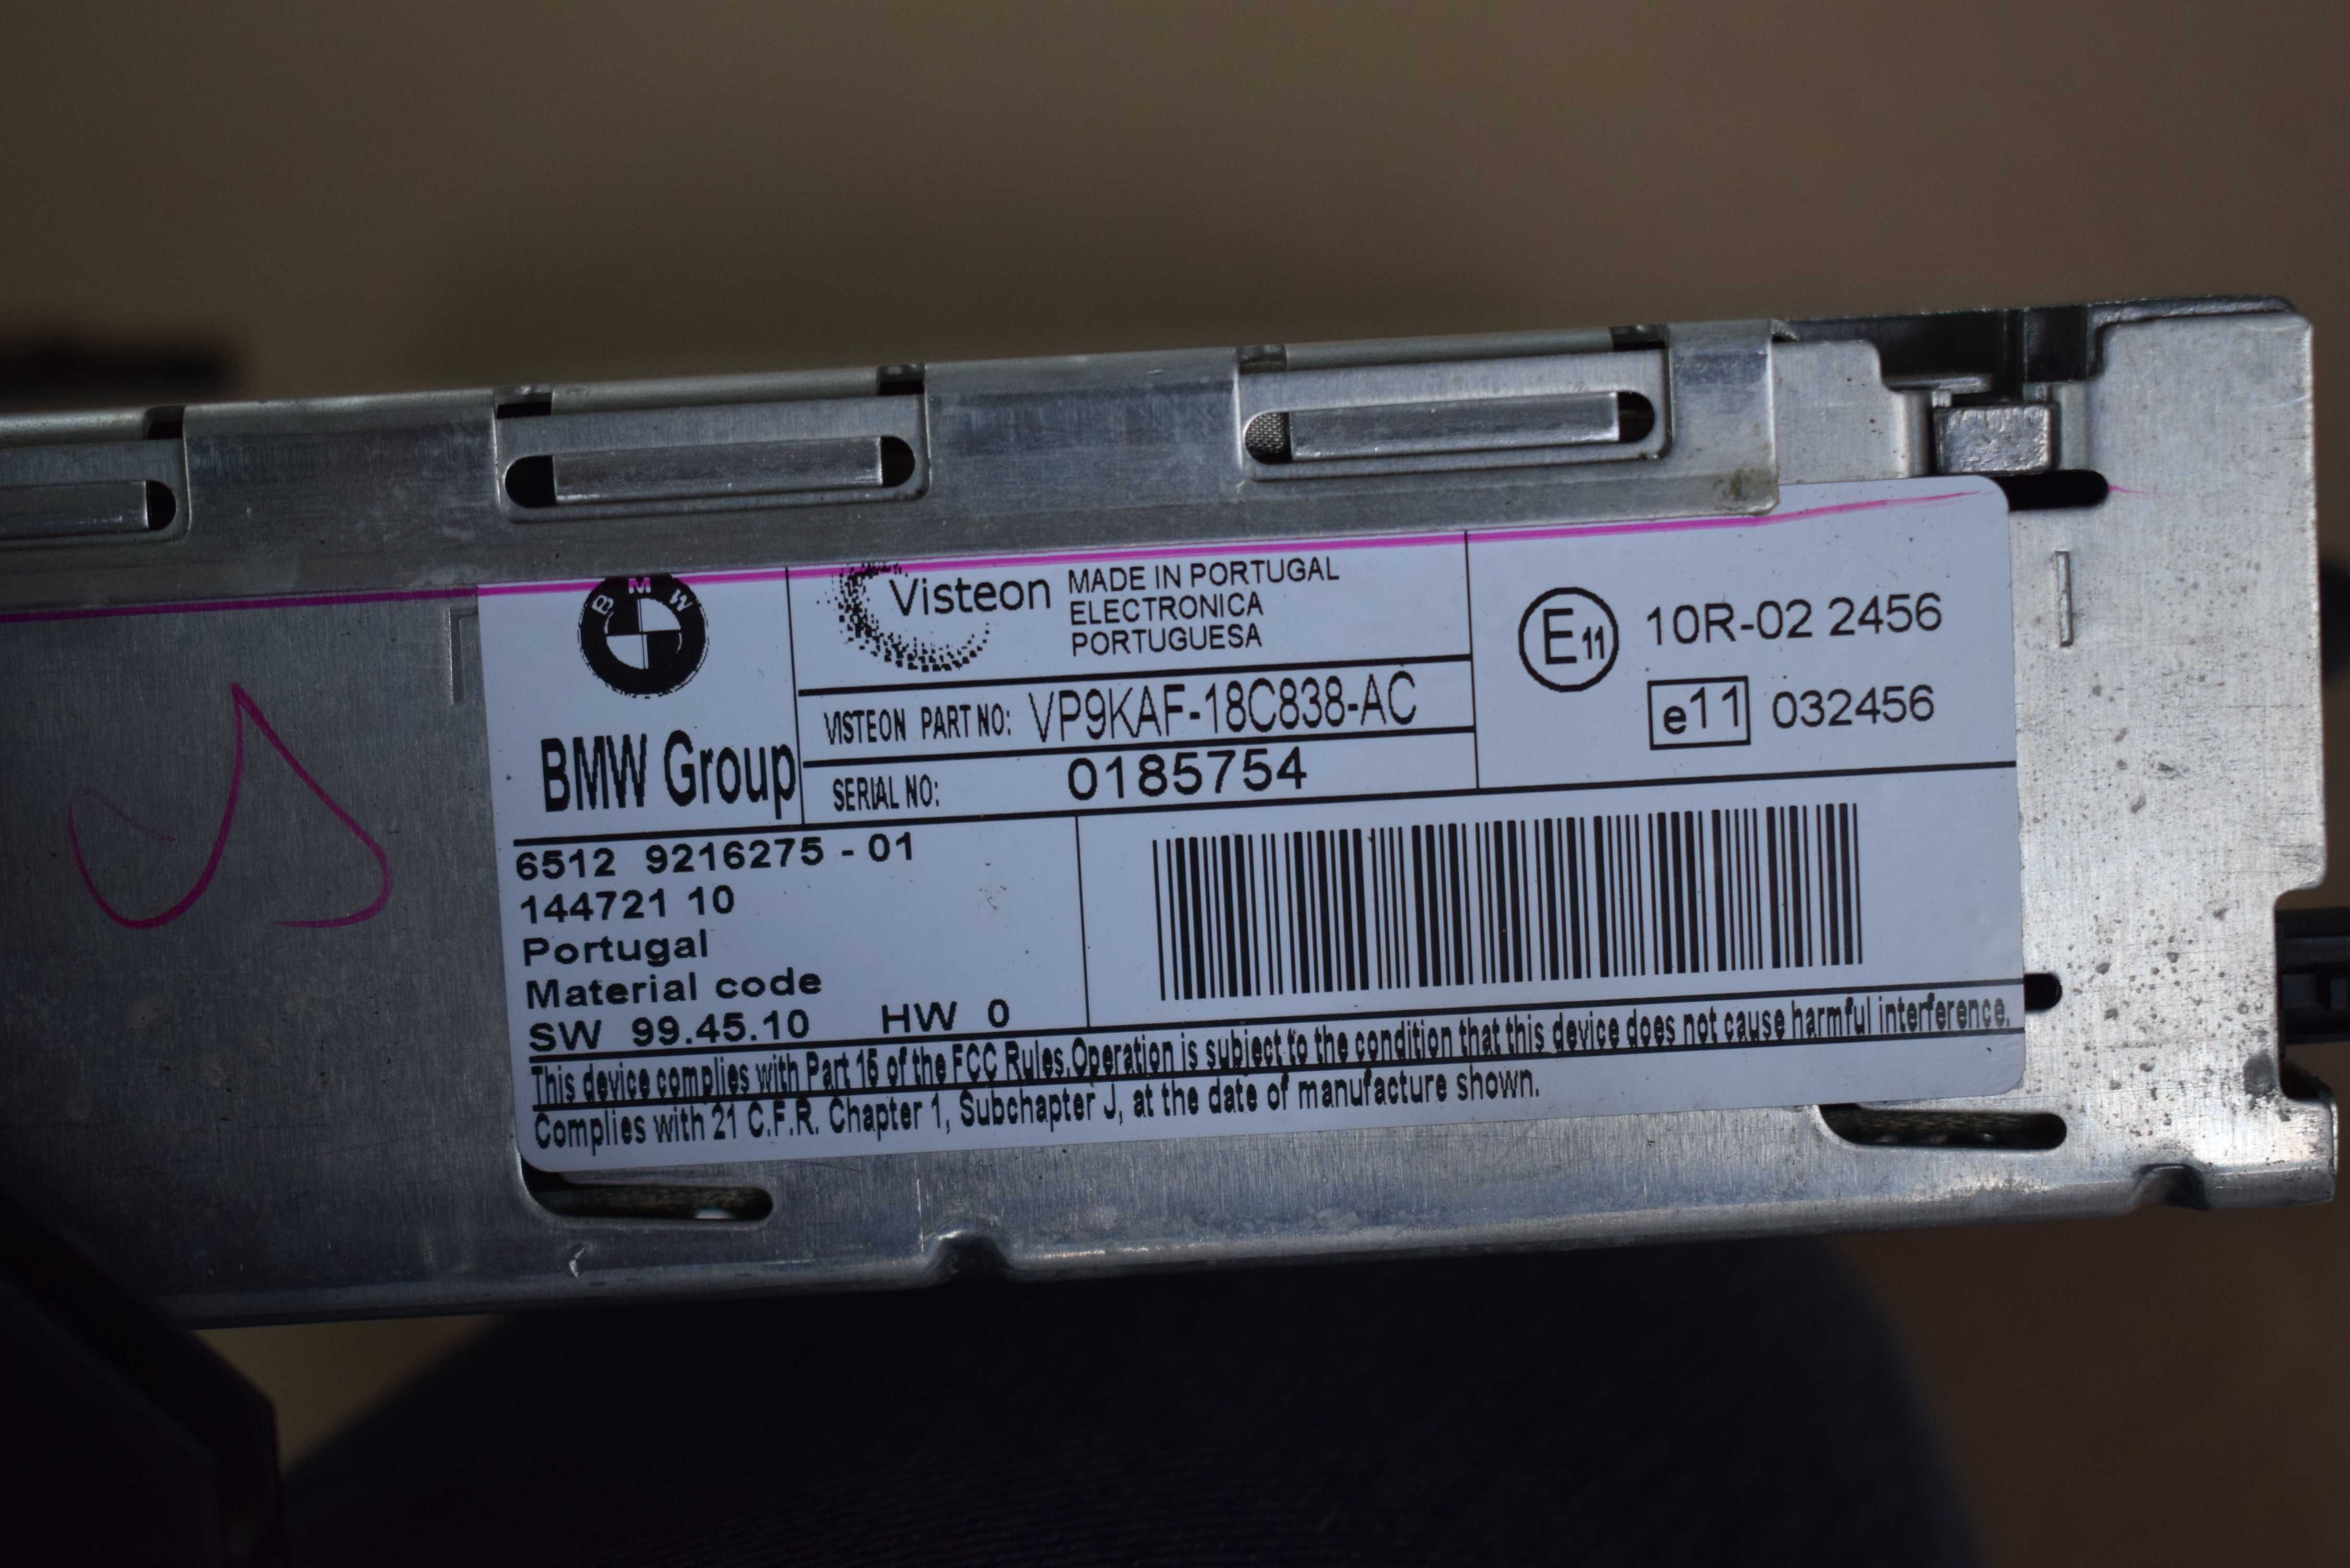 B M W
BMW Group
Visteon
MADE IN PORTUGAL
ELECTRONICA
PORTUGUESA
VISTEON PART NO: VP9KAF-18C838-AC
SERIAL NO: 0185754
E11 10R-02 2456
e11 032456
6512 9216275 - 01
144721 10
Portugal
Material code
SW 99.45.10 HW 0
This device complies with Part 15 of the FCC Rules.Operation is subject to the condition that this device does not cause harmful interference.
Complies with 21 C.F.R. Chapter 1, Subchapter J, at the date of manufacture shown.